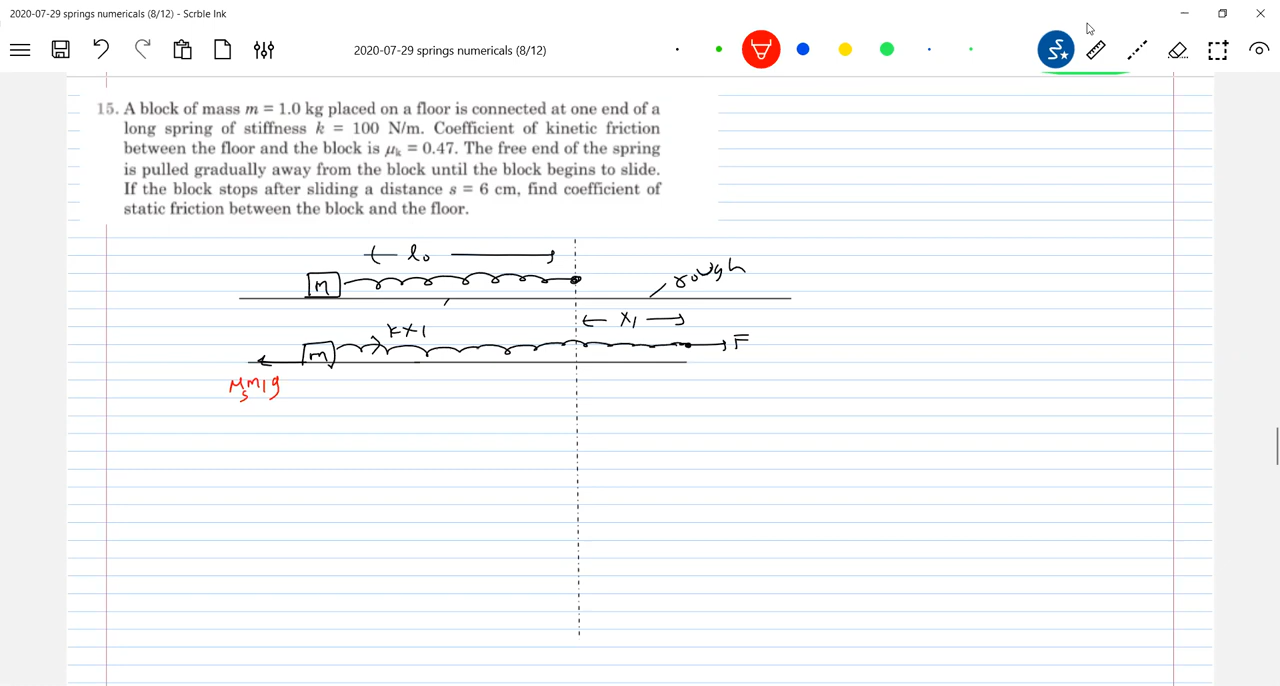 2020-07-29 springs numericals (8/12) - Scrble Ink
2020-07-29 springs numericals (8/12)
15. A block of mass m = 1.0 kg placed on a floor is connected at one end of a
long spring of stiffness k = 100 N/m. Coefficient of kinetic friction
between the floor and the block is μk = 0.47. The free end of the spring
is pulled gradually away from the block until the block begins to slide.
If the block stops after sliding a distance s = 6 cm, find coefficient of
static friction between the block and the floor.
l₀
m
rough
x₁
kx₁
m
F
μₛm₁g